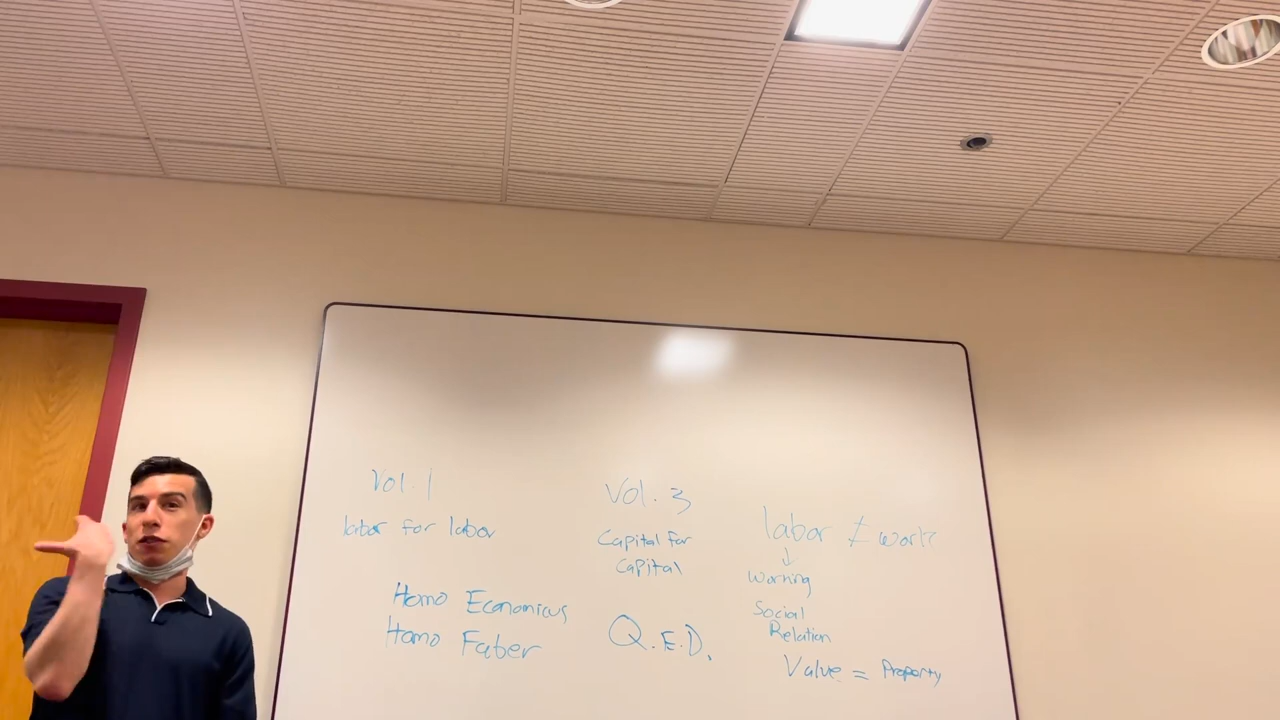 Vol. 1
labor for labor
Homo Economicus
Homo Faber
Vol. 3
Capital for
Capital
Q.E.D.
labor ≠ work
↓
Working
Social
Relation
Value = Property